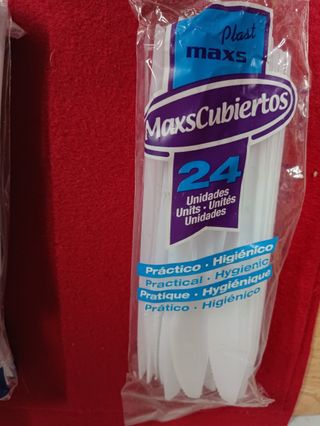 Plast
maxs
MaxsCubiertos
24
Unidades
Units · Unités
Unidades
Práctico · Higiénico
Practical · Hygienic
Pratique · Hygiénique
Prático · Higiénico